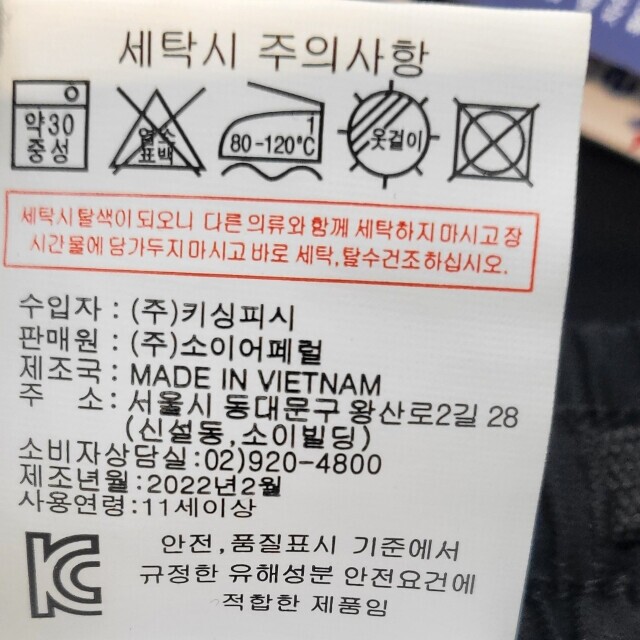 세탁시 주의사항
약30
중성
염소
표백
1
80-120℃
옷걸이
세탁시 탈색이 되오니 다른 의류와 함께 세탁하지 마시고 장
시간 물에 담가두지 마시고 바로 세탁,탈수건조 하십시오.
수입자 : (주)키싱피시
판매원 : (주)소이어페럴
제조국 : MADE IN VIETNAM
주 소 : 서울시 동대문구 왕산로2길 28
(신설동,소이빌딩)
소비자상담실:02)920-4800
제조년월:2022년2월
사용연령:11세이상
안전,품질표시 기준에서
규정한 유해성분 안전요건에
적합한 제품임